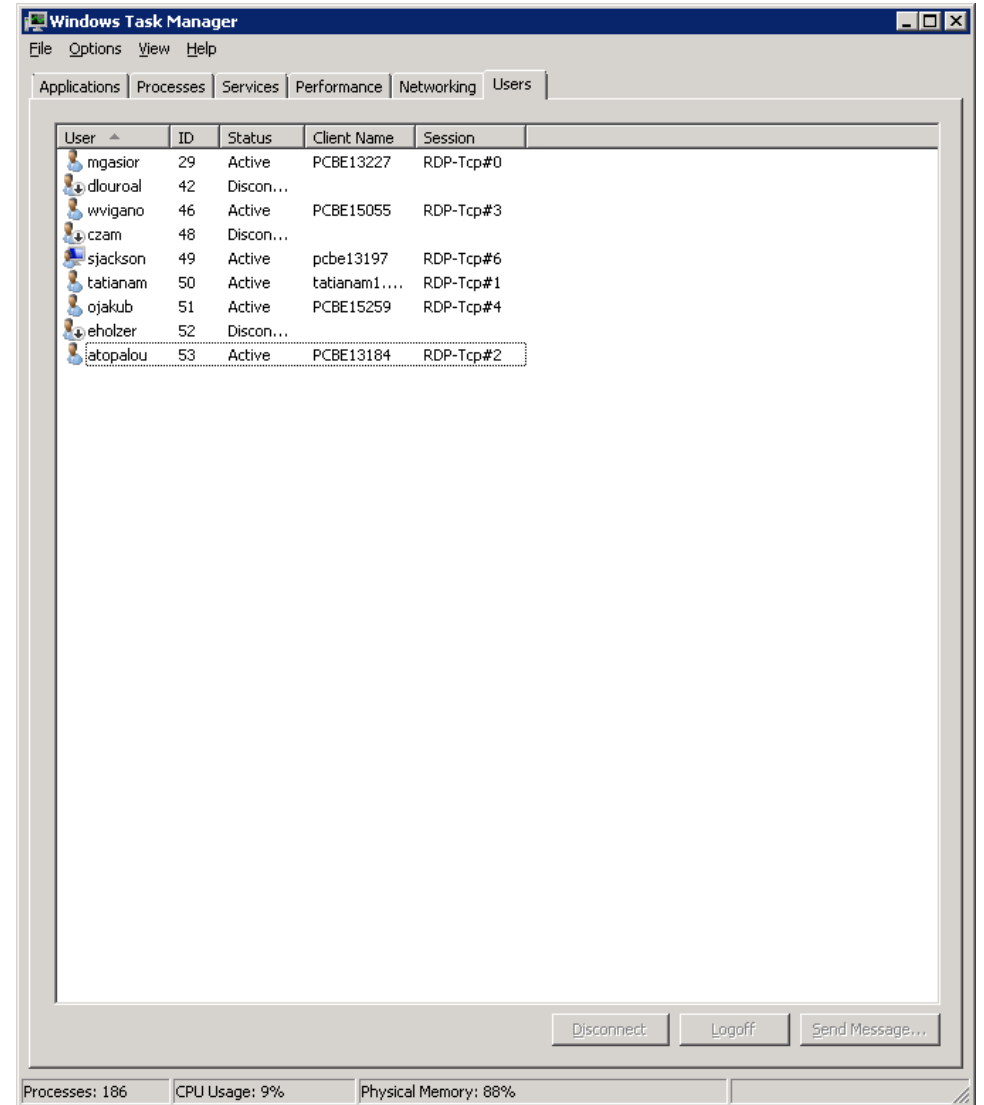 Windows Task Manager
File Options View Help
Applications Processes Services Performance Networking Users
User ID Status Client Name Session
mgasior 29 Active PCBE13227 RDP-Tcp#0
dlouroal 42 Discon...
wvigano 46 Active PCBE15055 RDP-Tcp#3
czam 48 Discon...
sjackson 49 Active pcbe13197 RDP-Tcp#6
tatianam 50 Active tatianam1.... RDP-Tcp#1
ojakub 51 Active PCBE15259 RDP-Tcp#4
eholzer 52 Discon...
atopalou 53 Active PCBE13184 RDP-Tcp#2
Disconnect Logoff Send Message...
Processes: 186 CPU Usage: 9% Physical Memory: 88%